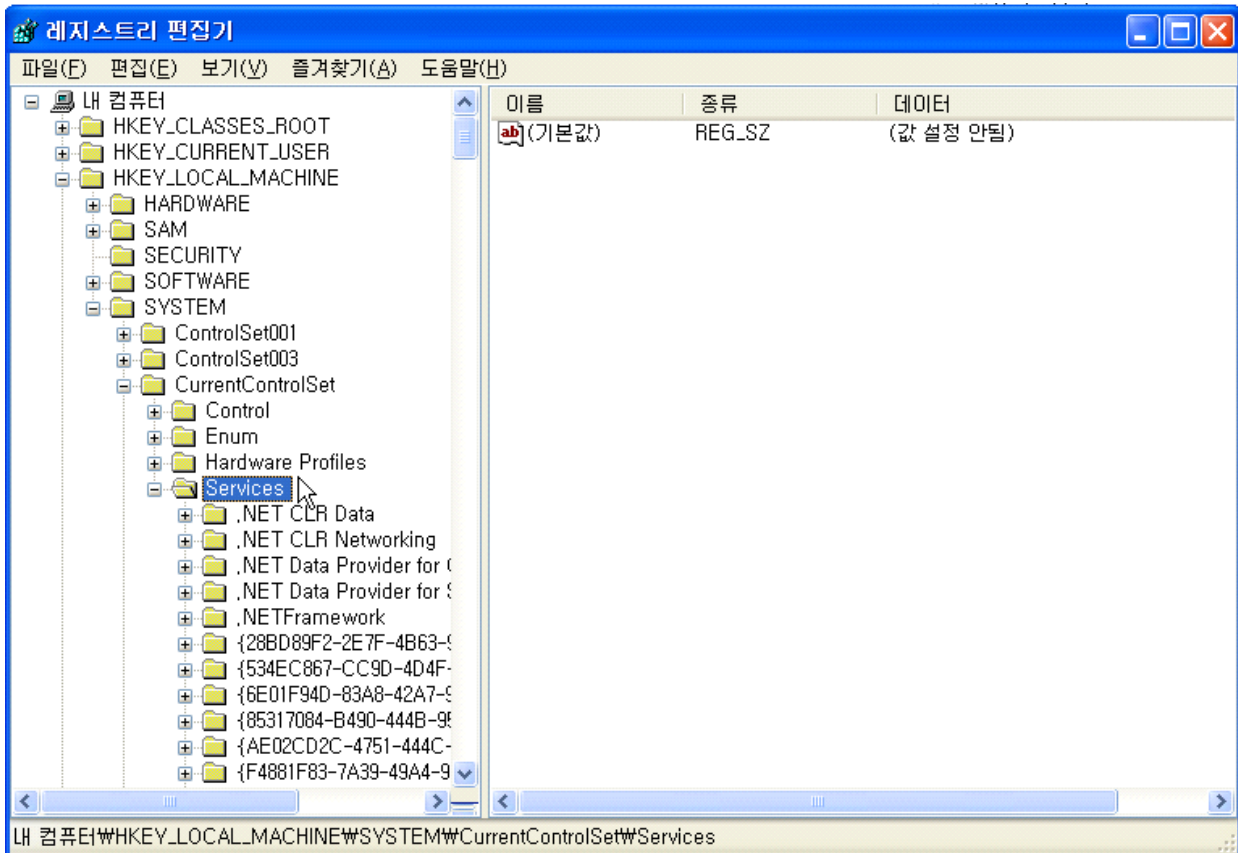 레지스트리 편집기
파일(F) 편집(E) 보기(V) 즐겨찾기(A) 도움말(H)
내 컴퓨터
HKEY_CLASSES_ROOT
HKEY_CURRENT_USER
HKEY_LOCAL_MACHINE
HARDWARE
SAM
SECURITY
SOFTWARE
SYSTEM
ControlSet001
ControlSet003
CurrentControlSet
Control
Enum
Hardware Profiles
Services
.NET CLR Data
.NET CLR Networking
.NET Data Provider for
.NET Data Provider for
.NETFramework
{28BD89F2-2E7F-4B63-
{534EC867-CC9D-4D4F-
{6E01F94D-83A8-42A7-
{85317084-B490-444B-
{AE02CD2C-4751-444C-
{F4881F83-7A39-49A4-9
이름 종류 데이터
(기본값) REG_SZ (값 설정 안됨)
내 컴퓨터₩HKEY_LOCAL_MACHINE₩SYSTEM₩CurrentControlSet₩Services